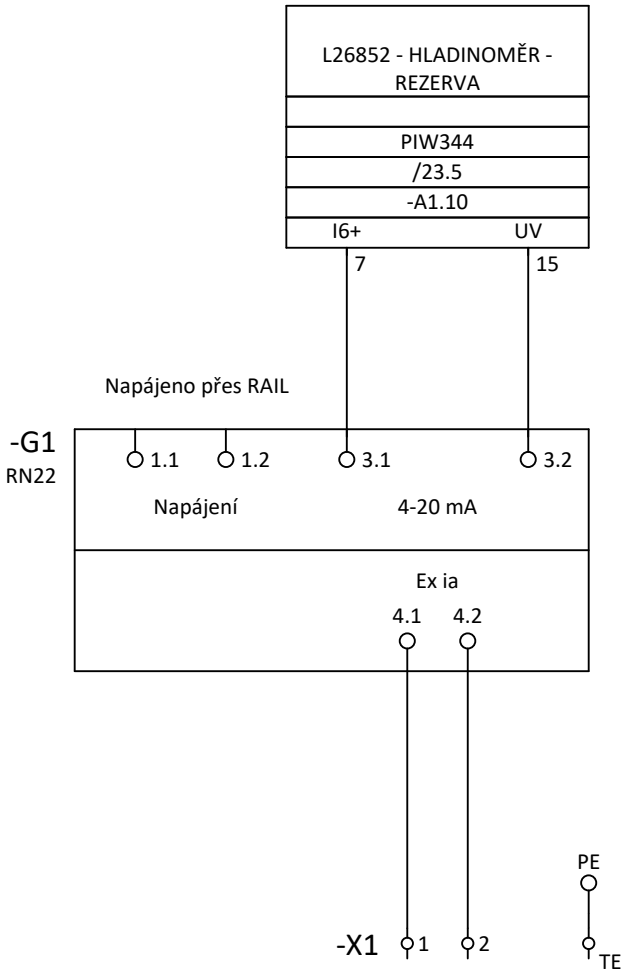 L26852 - HLADINOMĚR -
REZERVA
PIW344
/23.5
-A1.10
I6+ UV
7 15
Napájeno přes RAIL
-G1
RN22
1.1 1.2 3.1 3.2
Napájení 4-20 mA
Ex ia
4.1 4.2
PE
-X1 1 2
TE